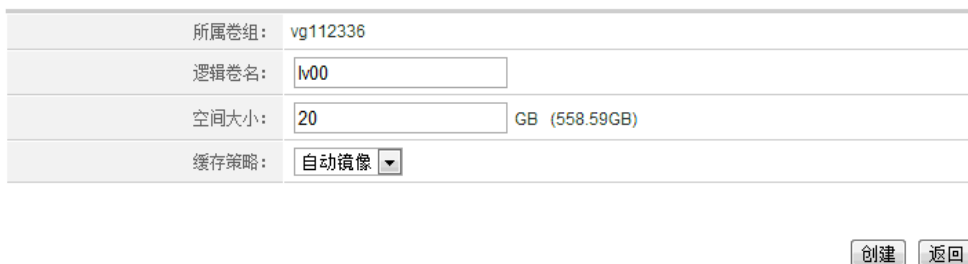 所属卷组： vg112336
逻辑卷名： lv00
空间大小： 20 GB (558.59GB)
缓存策略： 自动镜像
创建 返回